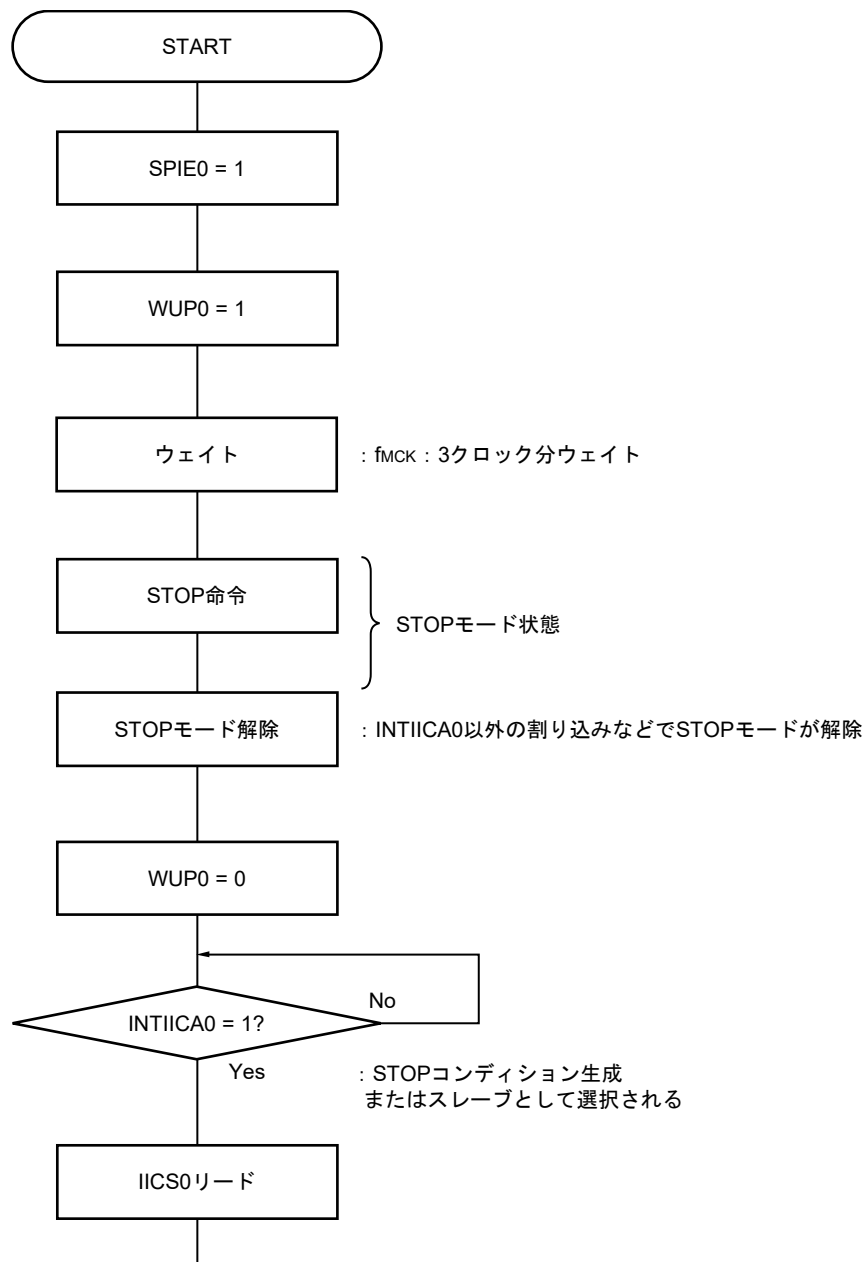 START
SPIE0 = 1
WUP0 = 1
ウェイト
：fMCK：3クロック分ウェイト
STOP命令
STOPモード状態
STOPモード解除
：INTIICA0以外の割り込みなどでSTOPモードが解除
WUP0 = 0
No
INTIICA0 = 1?
Yes
：STOPコンディション生成
またはスレーブとして選択される
IICS0リード